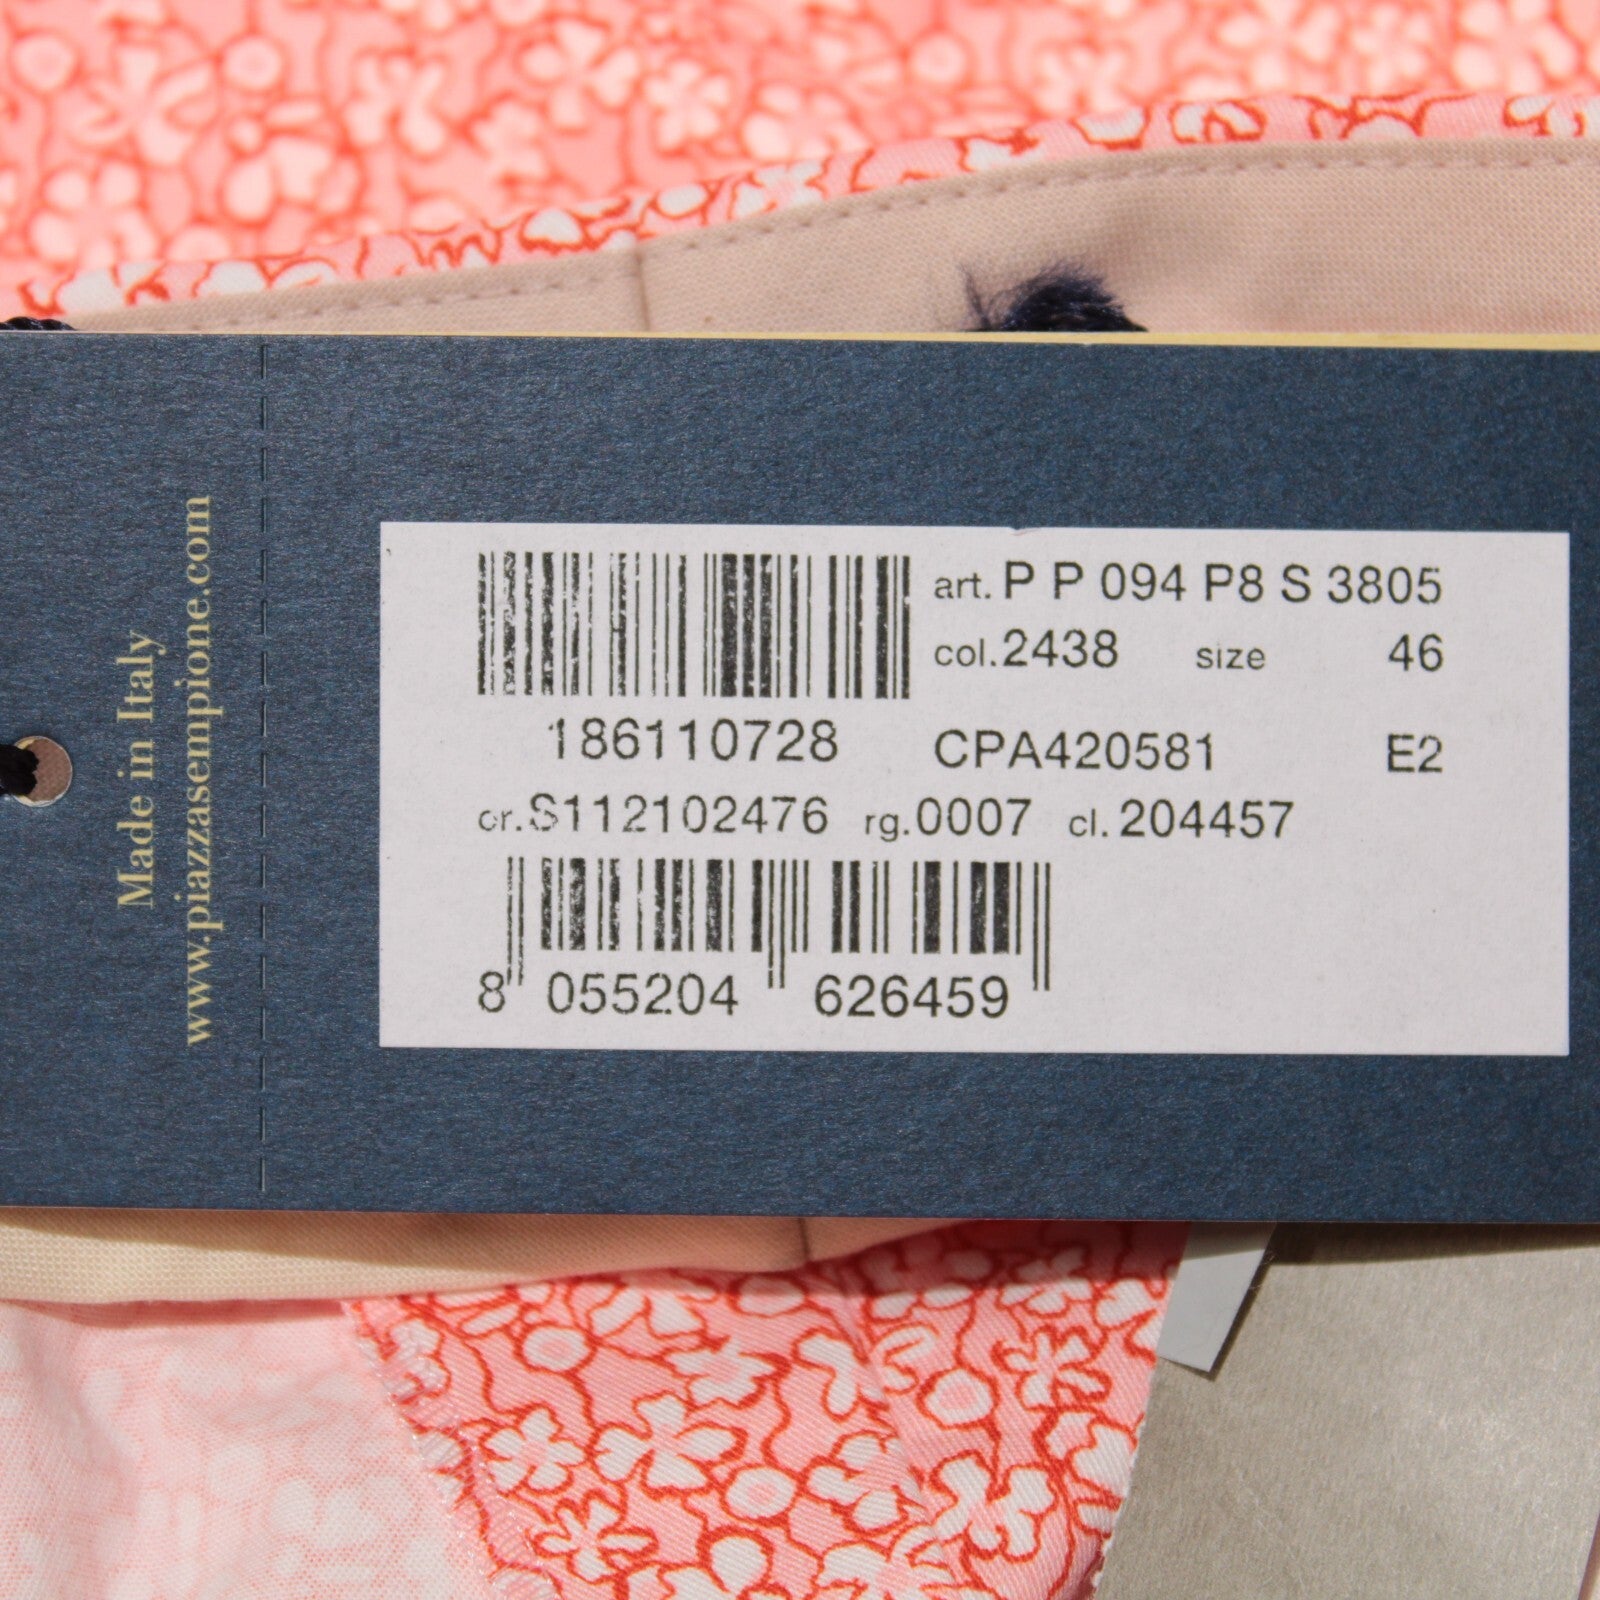 Made in Italy
www.piazzasempione.com
art. P P 094 P8 S 3805
col.2438 size 46
186110728 CPA420581 E2
or.S112102476 rg.0007 cl.204457
8 055204 626459